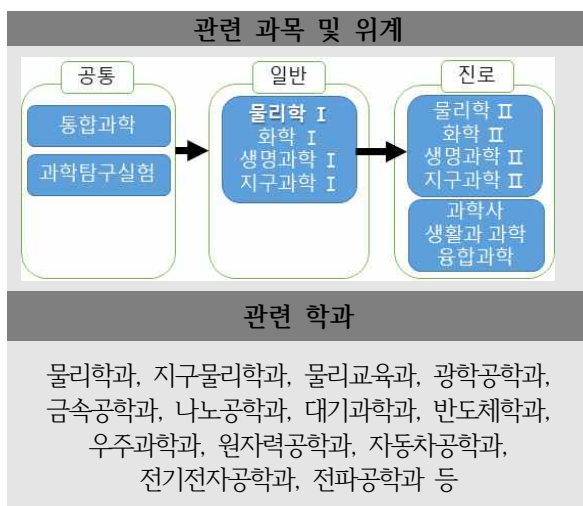 관련 과목 및 위계
공통
통합과학
과학탐구실험
일반
물리학 Ⅰ
화학 Ⅰ
생명과학 Ⅰ
지구과학 Ⅰ
진로
물리학 Ⅱ
화학 Ⅱ
생명과학 Ⅱ
지구과학 Ⅱ
과학사
생활과 과학
융합과학
관련 학과
물리학과, 지구물리학과, 물리교육과, 광학공학과,
금속공학과, 나노공학과, 대기과학과, 반도체학과,
우주과학과, 원자력공학과, 자동차공학과,
전기전자공학과, 전파공학과 등